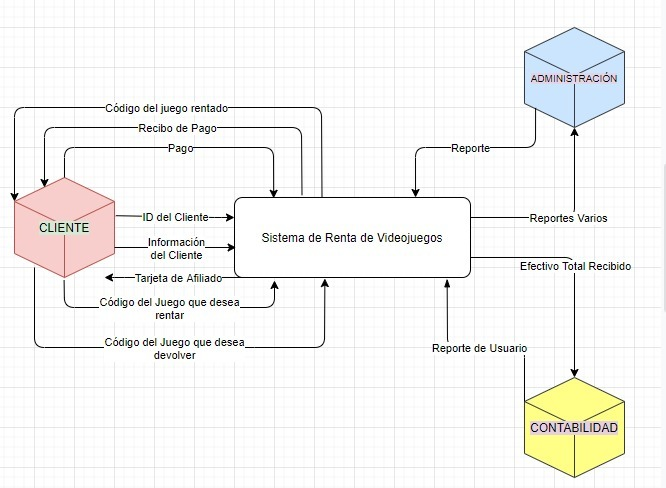 ADMINISTRACIÓN
Código del juego rentado
Recibo de Pago
Pago
Reporte
ID del Cliente
Reportes Varios
CLIENTE
Sistema de Renta de Videojuegos
Información
del Cliente
Efectivo Total Recibido
Tarjeta de Afiliado
Código del Juego que desea
rentar
Código del Juego que desea
devolver
Reporte de Usuario
CONTABILIDAD